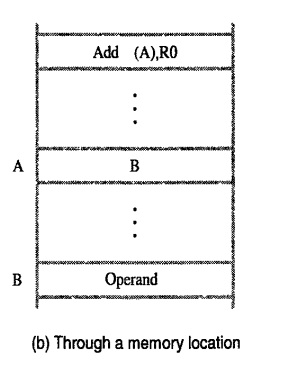 Add (A),R0
A B
B Operand
(b) Through a memory location